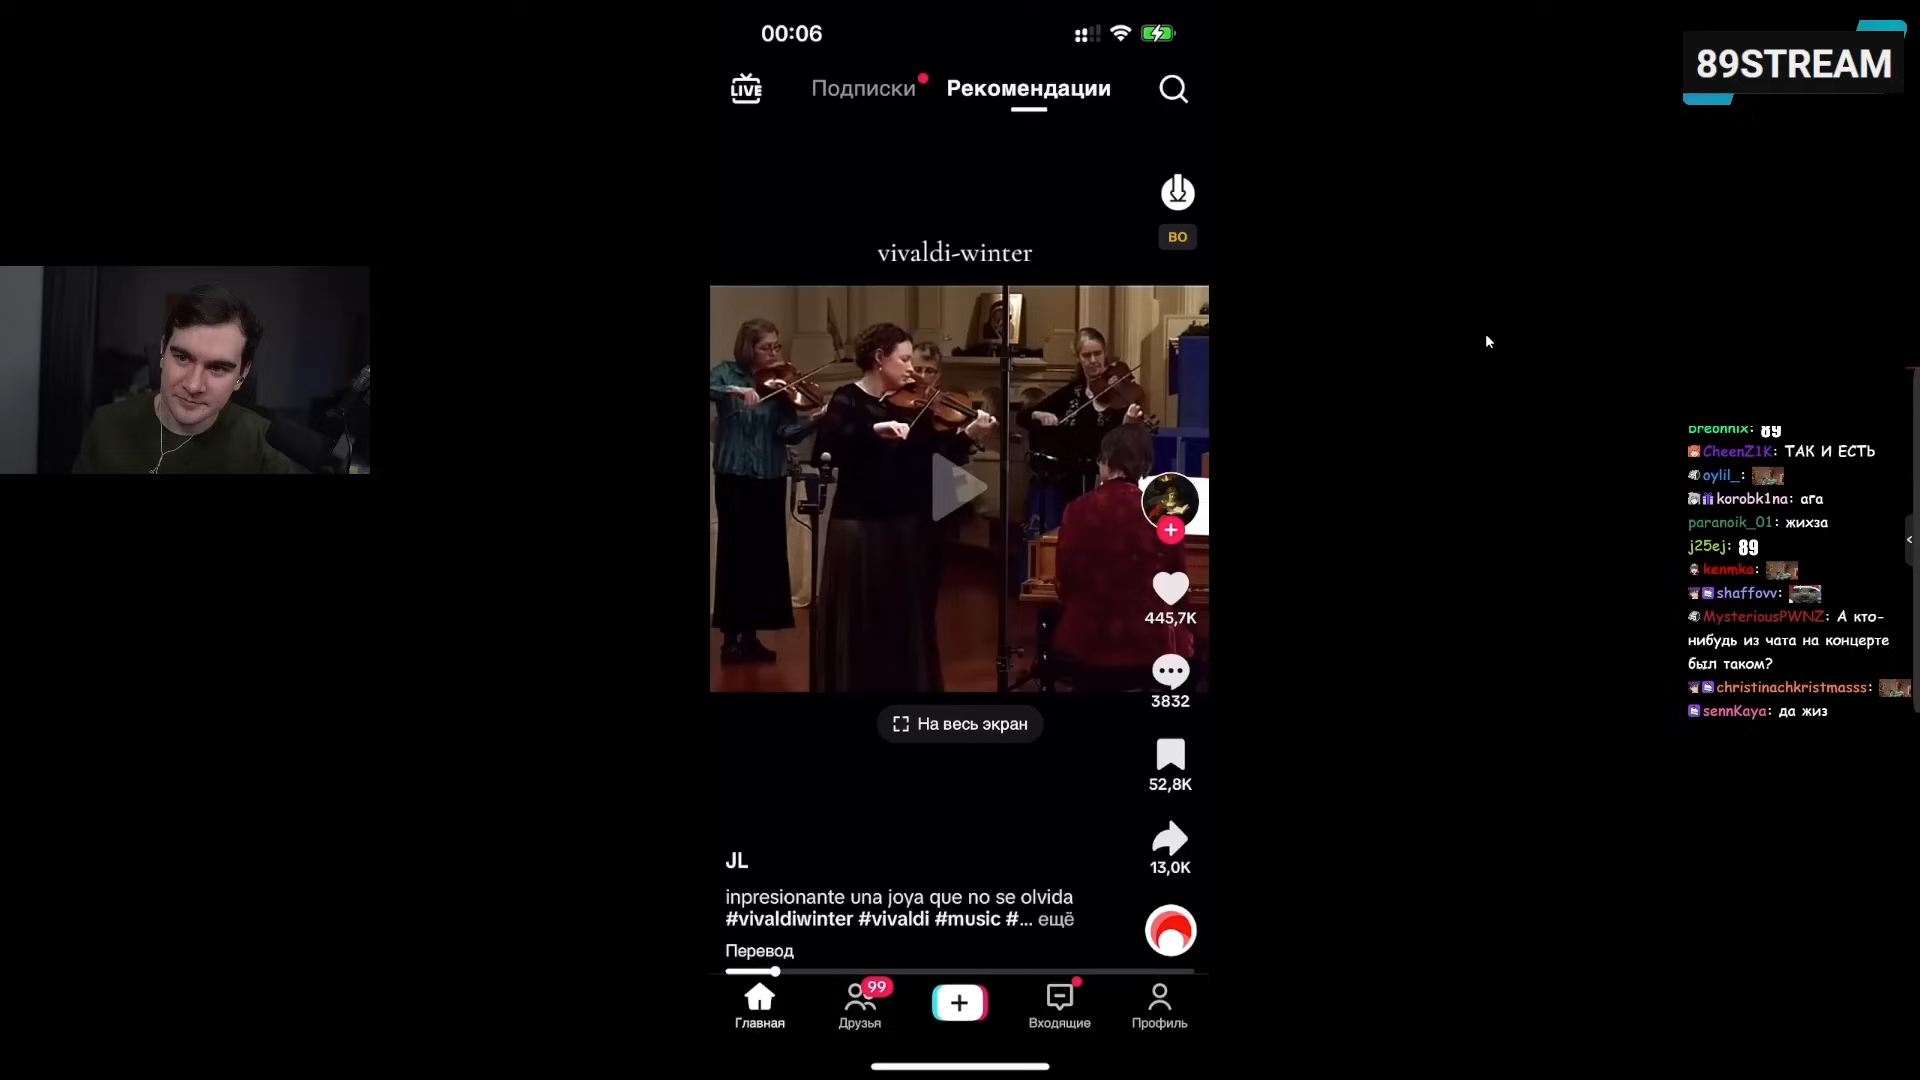 00:06
LIVE
Подписки
Рекомендации
89STREAM
BO
vivaldi-winter
445,7K
3832
На весь экран
52,8K
13,0K
JL
inpresionante una joya que no se olvida
#vivaldiwinter #vivaldi #music #... ещё
Перевод
99
Главная
Друзья
Входящие
Профиль
breonnix: 89
CheenZ1K: ТАК И ЕСТЬ
oylil_:
korobk1na: ага
paranoik_01: жихза
j25ej: 89
kenmka:
shaffovv:
MysteriousPWNZ: А кто-
нибудь из чата на концерте
был таком?
christinachkristmasss:
sennKaya: да жиз